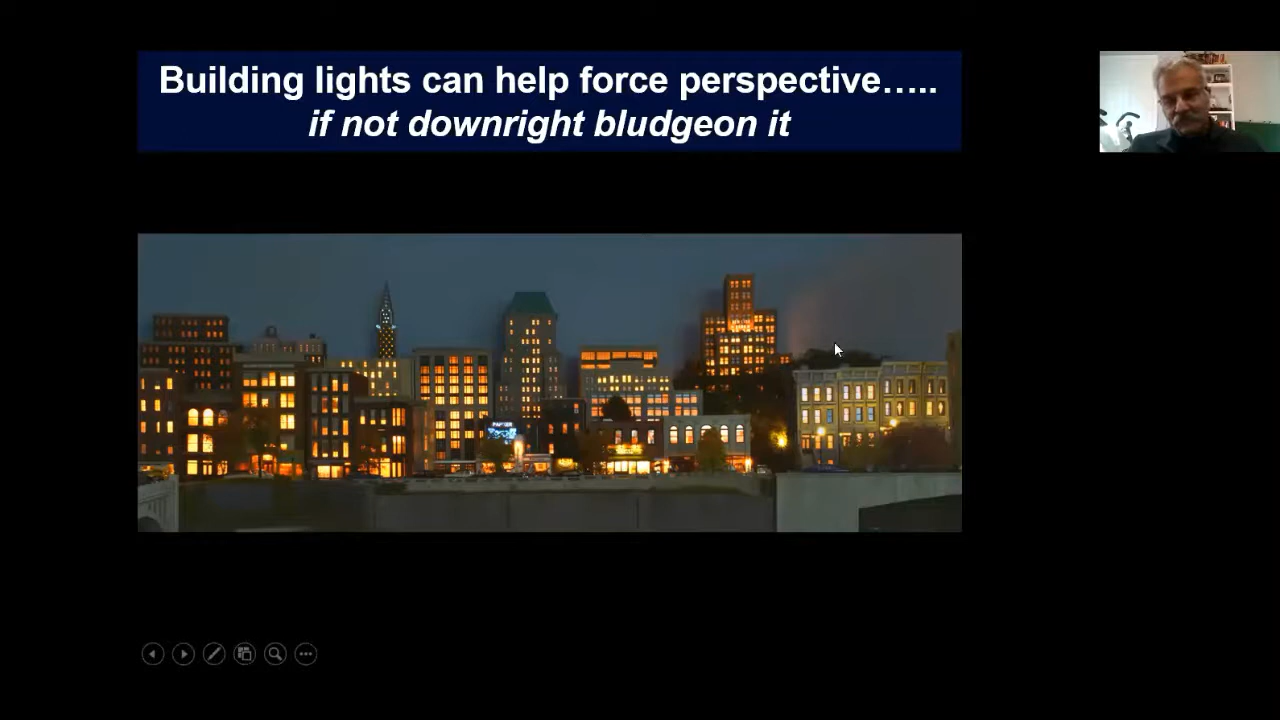 Building lights can help force perspective…..
if not downright bludgeon it